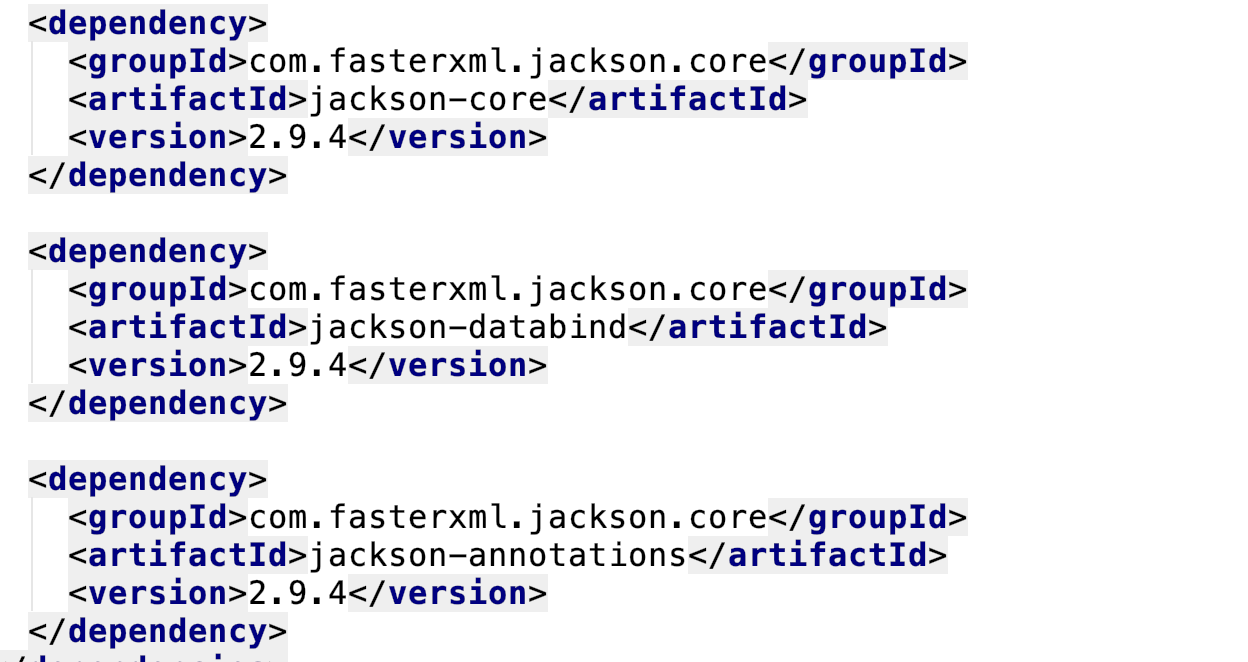 <dependency>
<groupId>com.fasterxml.jackson.core</groupId>
<artifactId>jackson-core</artifactId>
<version>2.9.4</version>
</dependency>
<dependency>
<groupId>com.fasterxml.jackson.core</groupId>
<artifactId>jackson-databind</artifactId>
<version>2.9.4</version>
</dependency>
<dependency>
<groupId>com.fasterxml.jackson.core</groupId>
<artifactId>jackson-annotations</artifactId>
<version>2.9.4</version>
</dependency>